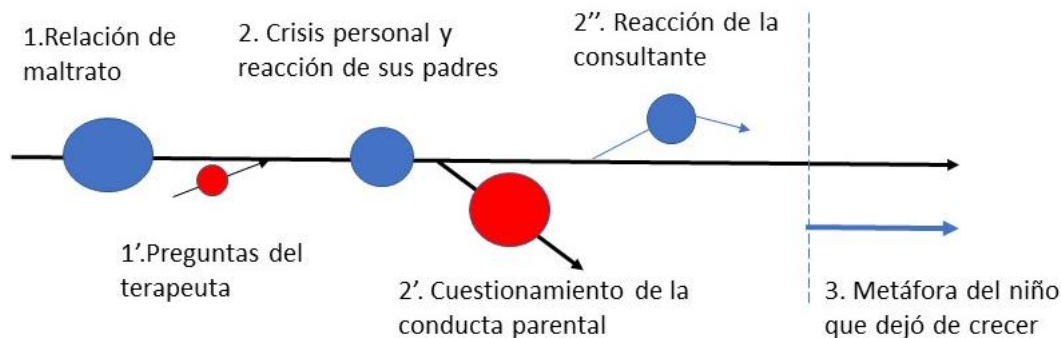 1.Relación de
maltrato
2. Crisis personal y
reacción de sus padres
2’’. Reacción de la
consultante
1’.Preguntas del
terapeuta
2’. Cuestionamiento de la
conducta parental
3. Metáfora del niño
que dejó de crecer